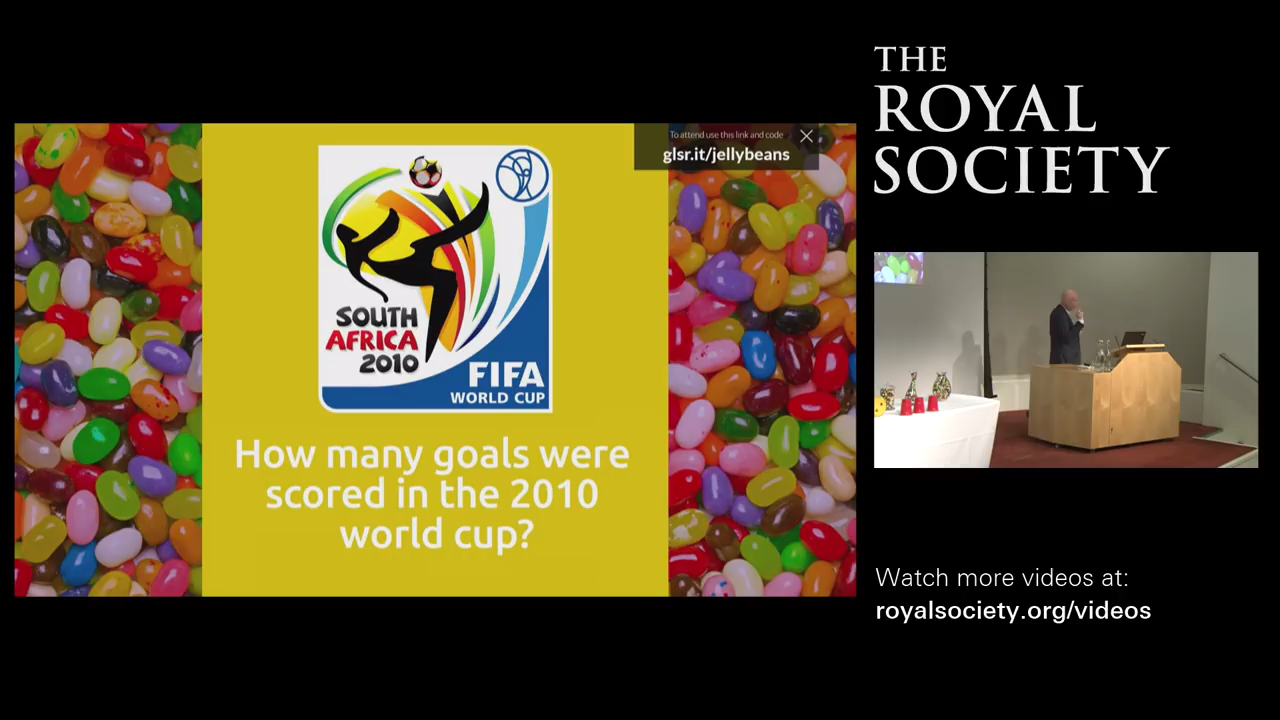 To attend use this link and code
glsr.it/jellybeans
SOUTH
AFRICA
2010
FIFA
WORLD CUP
How many goals were
scored in the 2010
world cup?
THE
ROYAL
SOCIETY
Watch more videos at:
royalsociety.org/videos